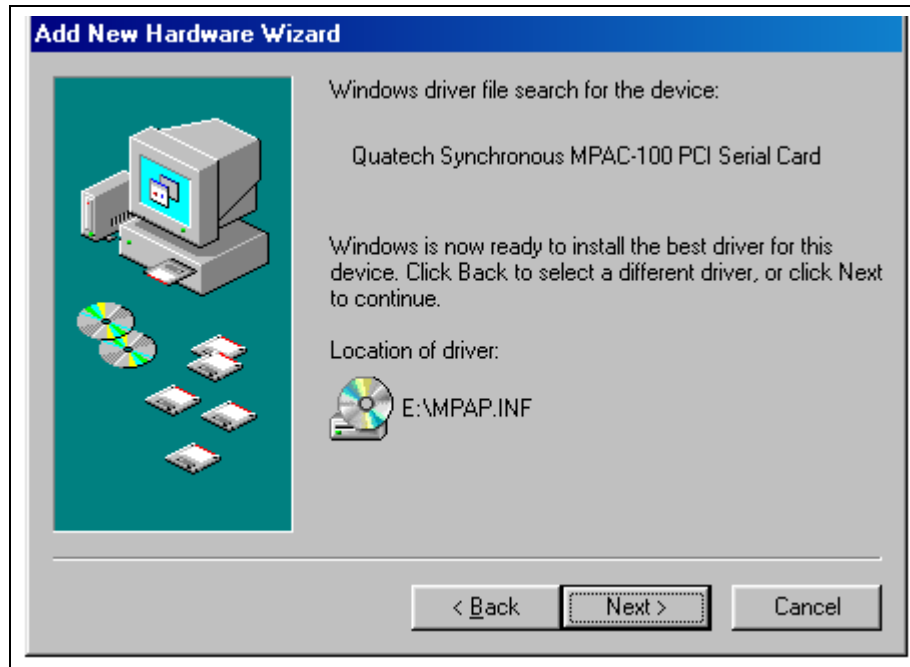 Add New Hardware Wizard
Windows driver file search for the device:
Quatech Synchronous MPAC-100 PCI Serial Card
Windows is now ready to install the best driver for this
device. Click Back to select a different driver, or click Next
to continue.
Location of driver:
E:\MPAP.INF
< Back
Next >
Cancel